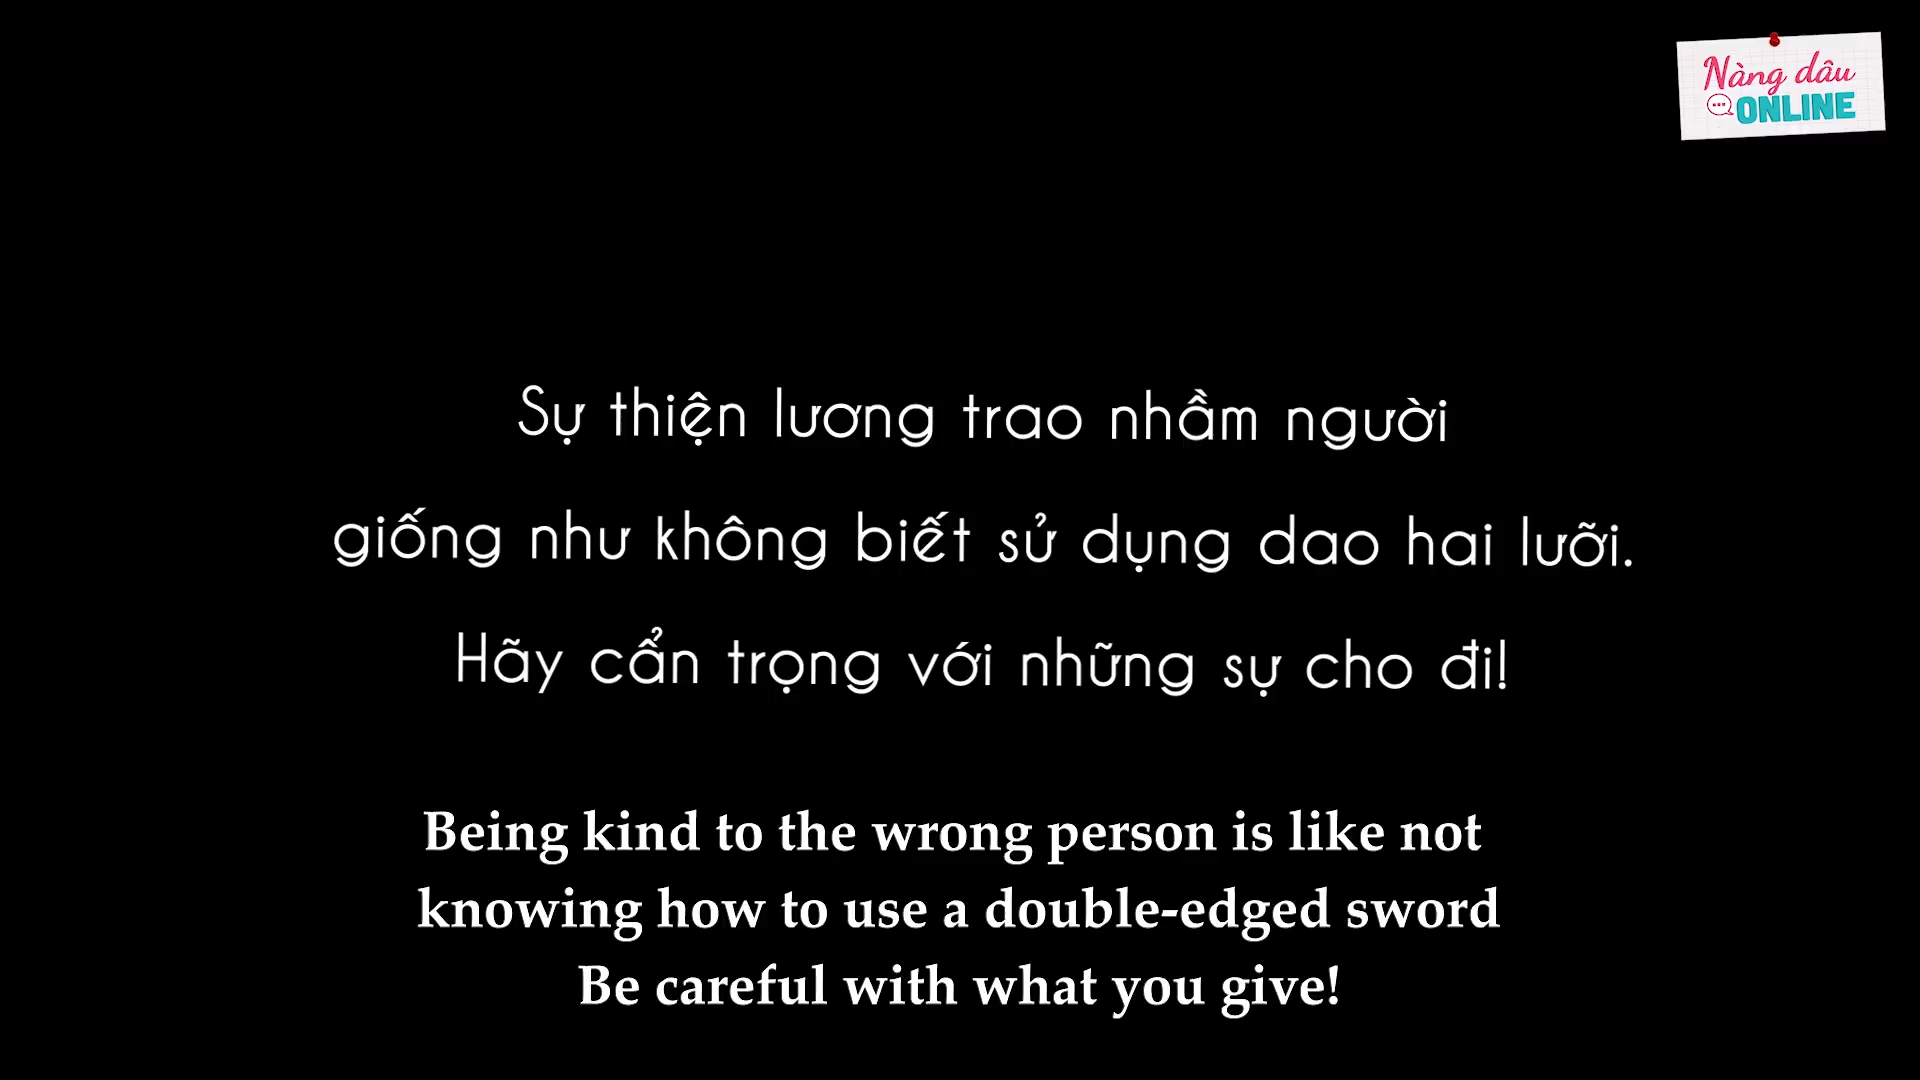 Nàng dâu
ONLINE
Sự thiện lương trao nhầm người
giống như không biết sử dụng dao hai lưỡi.
Hãy cẩn trọng với những sự cho đi!
Being kind to the wrong person is like not
knowing how to use a double-edged sword
Be careful with what you give!